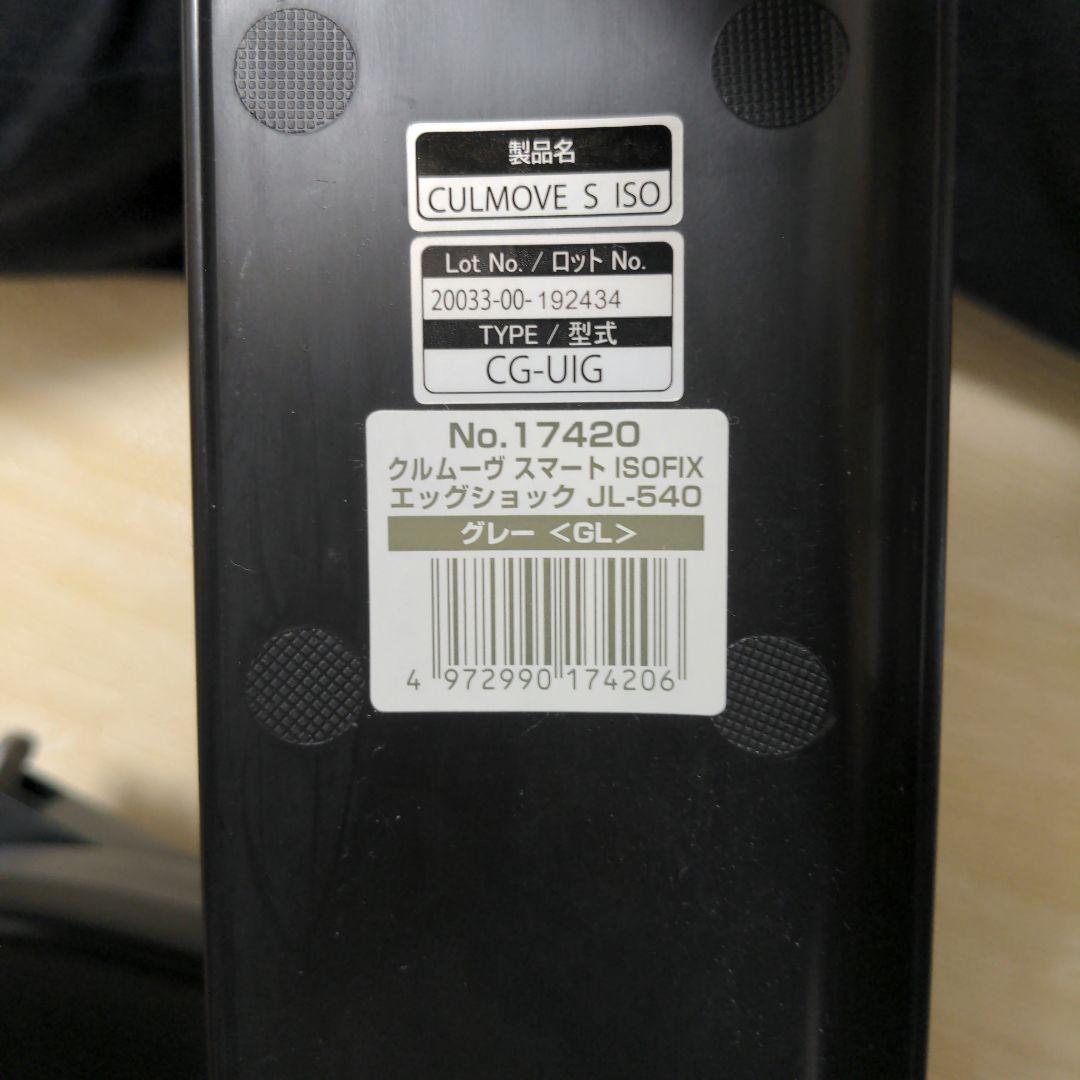 製品名
CULMOVE S ISO
Lot No. / ロット No.
20033-00-192434
TYPE / 型式
CG-UIG
No.17420
クルムーヴ スマート ISOFIX
エッグショック JL-540
グレー <GL>
4 972990 174206